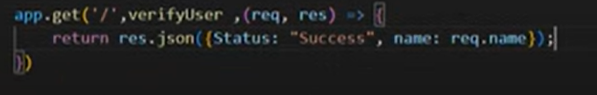 app.get('/',verifyUser ,(req, res) => {
return res.json({Status: "Success", name: req.name});
})